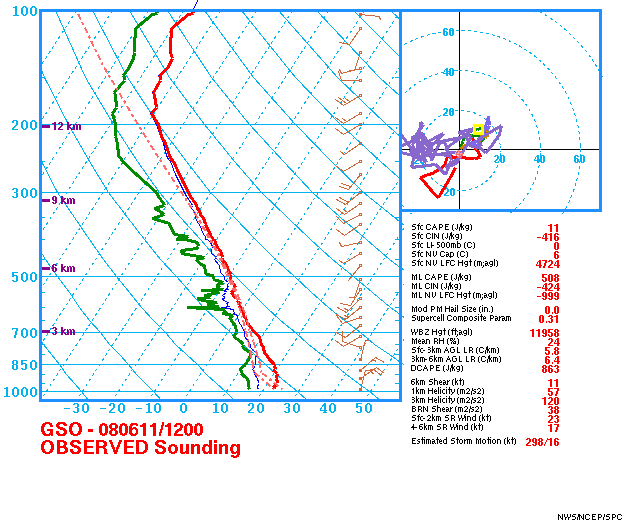 100
200
300
500
700
850
1000
12 km
9 km
6 km
3 km
-30 -20 -10 0 10 20 30 40 50
60
40
20
20 40 60
20
Sfc CAPE (J/kg) 11
Sfc CIN (J/kg) -416
Sfc LI-500mb (C) 0
Sfc NV Cap (C) 6
Sfc NV LFC Hgt (m;agl) 4724
ML CAPE (J/kg) 508
ML CIN (J/kg) -424
ML NV LFC Hgt (m;agl) -999
Mod PM Hail Size (in.) 0.0
Supercell Composite Param 0.31
WBZ Hgt (ft;agl) 11958
Mean RH (%) 24
Sfc-3km AGL LR (C/km) 5.8
3km-6km AGL LR (C/km) 6.4
DCAPE (J/kg) 863
6km Shear (kt) 11
1km Helicity (m2/s2) 57
3km Helicity (m2/s2) 120
BRN Shear (m2/s2) 38
Sfc-2km SR Wind (kt) 23
4-6km SR Wind (kt) 17
Estimated Storm Motion (kt) 298/16
GSO - 080611/1200
OBSERVED Sounding
NWS/NCEP/SPC